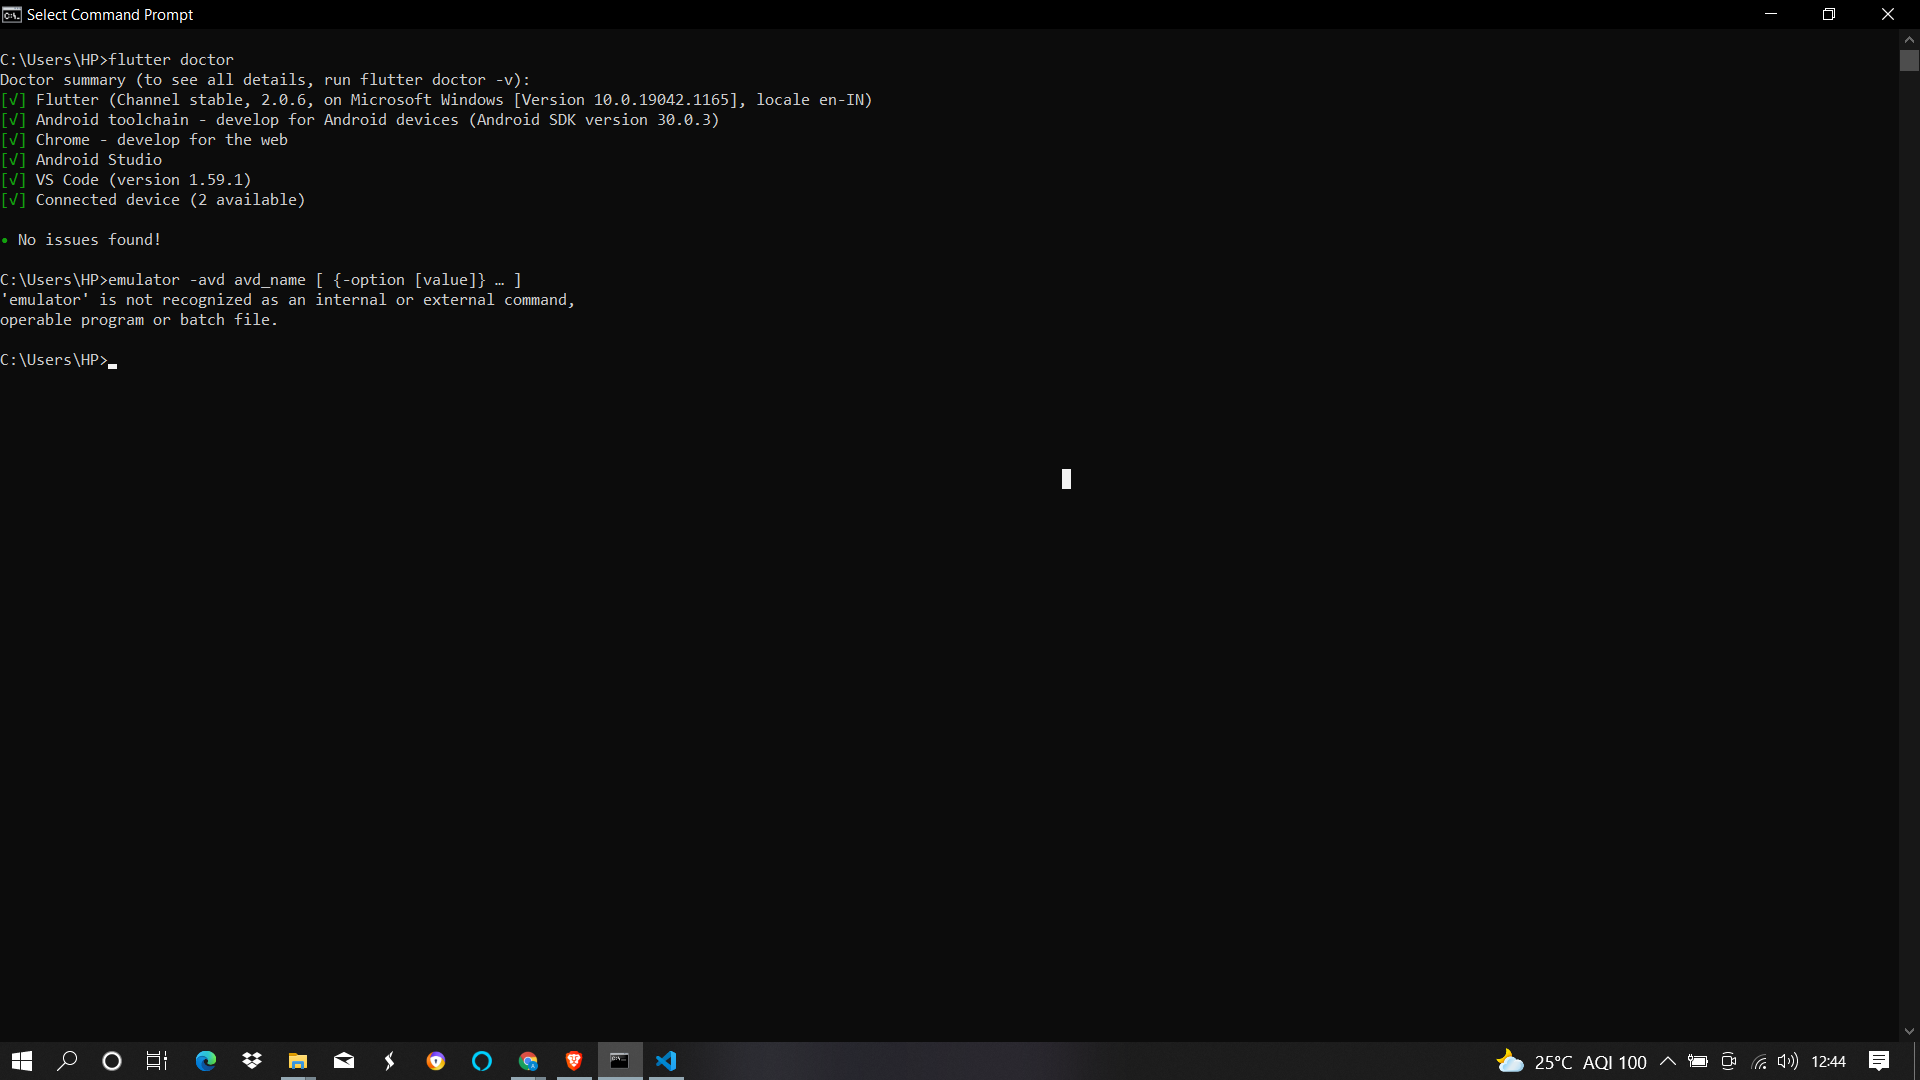 Select Command Prompt
C:\Users\HP>flutter doctor
Doctor summary (to see all details, run flutter doctor -v):
[√] Flutter (Channel stable, 2.0.6, on Microsoft Windows [Version 10.0.19042.1165], locale en-IN)
[√] Android toolchain - develop for Android devices (Android SDK version 30.0.3)
[√] Chrome - develop for the web
[√] Android Studio
[√] VS Code (version 1.59.1)
[√] Connected device (2 available)
• No issues found!
C:\Users\HP>emulator -avd avd_name [ {-option [value]} … ]
'emulator' is not recognized as an internal or external command,
operable program or batch file.
C:\Users\HP>
25°C AQI 100 12:44